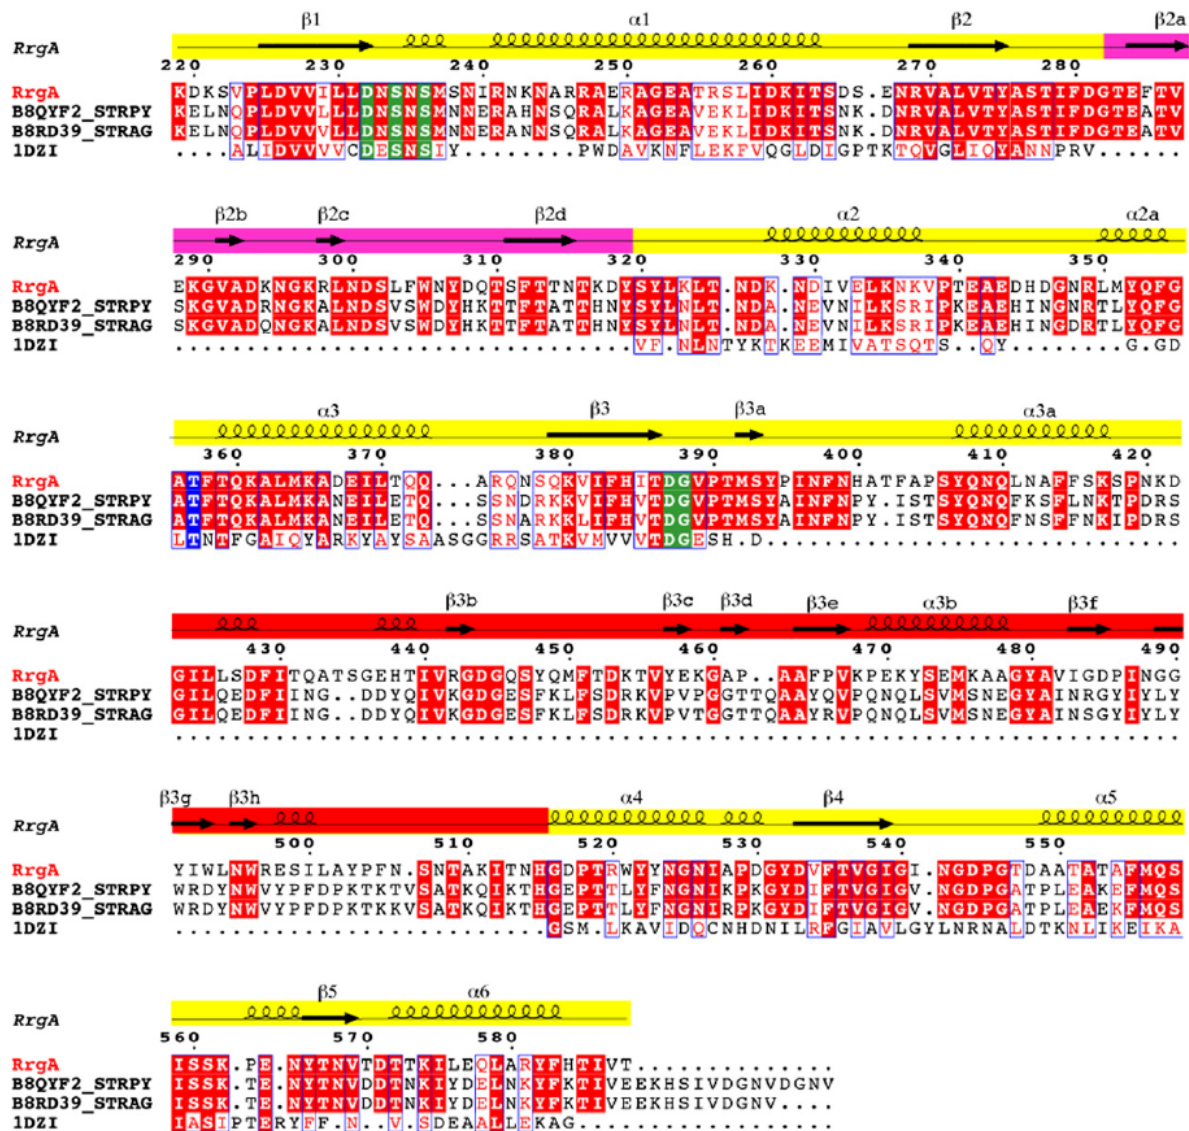 β1 α1 β2 β2a
RrgA
220 230 240 250 260 270 280
RrgA KDKSVPLDVVILLDNSNSMSNIRNKNARRAERAGEATRSLIDKITSDS.ENRVALVTYASTIFDGTEFTV
B8QYF2_STRPY KELNQPLDVVVLLDNSNSMNNERAHNSQRALKAGEAVEKLIDKITSNK.DNRVALVTYASTIFDGTEATV
B8RD39_STRAG KELNQPLDVVVLLDNSNSMNNERANNSQRALKAGEAVEKLIDKITSNK.DNRVALVTYASTIFDGTEATV
1DZI ....ALIDVVVVCDESNSIY........PWDAVKNFLEKFVQGLDIGPTKTQVGLIQYANNPRV......
β2b β2c β2d α2 α2a
RrgA
290 300 310 320 330 340 350
RrgA EKGVADKNGKRLNDSLFWNYDQTSFTTNTKDYSYLKLT.NDK.NDIVELKNKVPTEAEDHDGNRLMYQFG
B8QYF2_STRPY SKGVADRNGKALNDSVSWDYHKTTFTATTHNYSYLNLT.NDA.NEVNILKSRIPKEAEHINGNRTLYQFG
B8RD39_STRAG SKGVADQNGKALNDSVSWDYHKTTFTATTHNYSYLNLT.NDA.NEVNILKSRIPKEAEHINGDRTLYQFG
1DZI ................................VF.NLNTYKTKEEMIVATSQTS..QY........G.GD
α3 β3 β3a α3a
RrgA
360 370 380 390 400 410 420
RrgA ATFTQKALMKADEILTQQ...ARQNSQKVIFHITDGVPTMSYPINFNHATFAPSYQNQLNAFFSKSPNKD
B8QYF2_STRPY ATFTQKALMKANEILETQ...SSNDRKKVIFHVTDGVPTMSYAINFNPY.ISTSYQNQFKSFLNKTPDRS
B8RD39_STRAG ATFTQKALMKANEILETQ...SSNARKKLIFHVTDGVPTMSYAINFNPY.ISTSYQNQFNSFFNKIPDRS
1DZI LTNTFGAIQYARKYAYSAASGGRRSATKVMVVVTDGESH.D.............................
β3b β3c β3d β3e α3b β3f
RrgA
430 440 450 460 470 480 490
RrgA GILLSDFITQATSGEHTIVRGDGQSYQMFTDKTVYEKGAP..AAFPVKPEKYSEMKAAGYAVIGDPINGG
B8QYF2_STRPY GILQEDFIING..DDYQIVKGDGESFKLFSDRKVPVPGGTTQAAYQVPQNQLSVMSNEGYAINRGYIYLY
B8RD39_STRAG GILQEDFIING..DDYQIVKGDGESFKLFSDRKVPVTGGTTQAAYRVPQNQLSVMSNEGYAINSGYIYLY
1DZI ......................................................................
β3g β3h α4 β4 α5
RrgA
500 510 520 530 540 550
RrgA YIWLNWRESILAYPFN.SNTAKITNHGDPTRWYYNGNIAPDGYDVFTVGIGI.NGDPGTDAATATAFMQS
B8QYF2_STRPY WRDYNWVYPFDPKTKTVSATKQIKTHGEPTTLYFNGNIKPKGYDIFTVGIGV.NGDPGATPLEAEKFMQS
B8RD39_STRAG WRDYNWVYPFDPKTKKVSATKQIKTHGEPTTLYFNGNIRPKGYDIFTVGIGV.NGDPGATPLEAEKFMQS
1DZI ..........................GSM.LKAVIDQCNHDNILRFGIAVLGYLNRNALDTKNLIKEIKA
β5 α6
RrgA
560 570 580
RrgA ISSK.PE.NYTNVTDTTKILEQLARYFHTIVT..............
B8QYF2_STRPY ISSK.TE.NYTNVDDTNKIYDELNKYFKTIVEEKHSIVDGNVDGNV
B8RD39_STRAG ISSK.TE.NYTNVDDTNKIYDELNKYFKTIVEEKHSIVDGNV....
1DZI IASIPTERYFF.N..V.SDEAALLEKAG..................